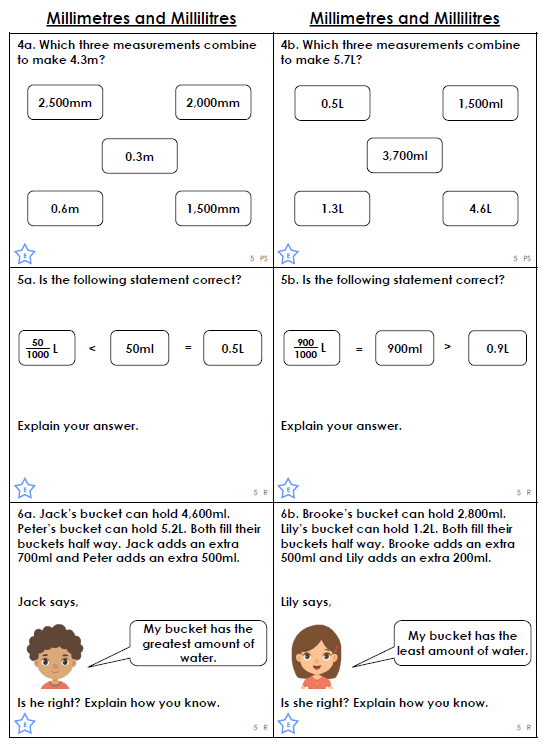 Millimetres and Millilitres
Millimetres and Millilitres
4a. Which three measurements combine
to make 4.3m?
2,500mm
2,000mm
0.3m
0.6m
1,500mm
E
5 PS
4b. Which three measurements combine
to make 5.7L?
0.5L
1,500ml
3,700ml
1.3L
4.6L
E
5 PS
5a. Is the following statement correct?
50/1000 L < 50ml = 0.5L
Explain your answer.
E
5 R
5b. Is the following statement correct?
900/1000 L = 900ml > 0.9L
Explain your answer.
E
5 R
6a. Jack's bucket can hold 4,600ml.
Peter's bucket can hold 5.2L. Both fill their
buckets half way. Jack adds an extra
700ml and Peter adds an extra 500ml.
Jack says,
My bucket has the
greatest amount of
water.
Is he right? Explain how you know.
E
5 R
6b. Brooke's bucket can hold 2,800ml.
Lily's bucket can hold 1.2L. Both fill their
buckets half way. Brooke adds an extra
500ml and Lily adds an extra 200ml.
Lily says,
My bucket has the
least amount of water.
Is she right? Explain how you know.
E
5 R